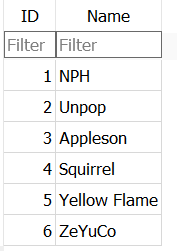 ID Name
Filter Filter
1 NPH
2 Unpop
3 Appleson
4 Squirrel
5 Yellow Flame
6 ZeYuCo